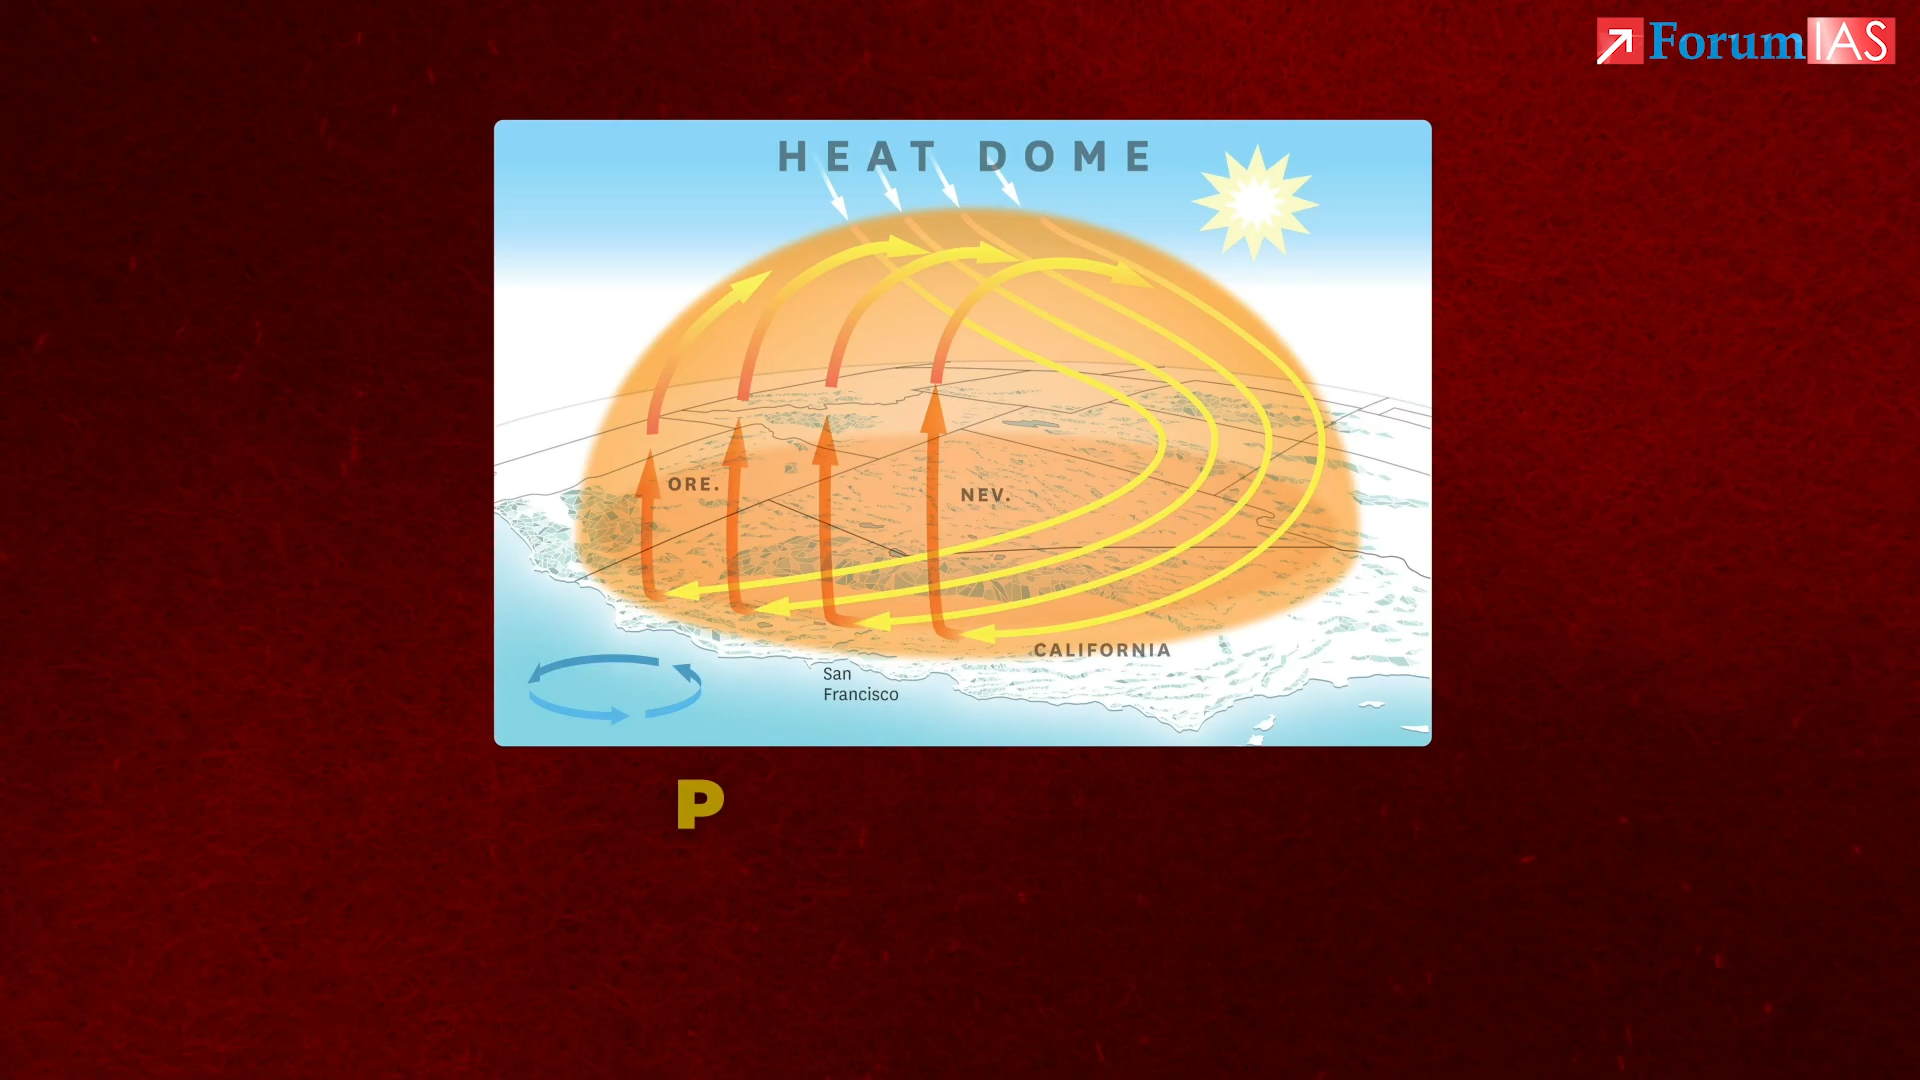 ForumIAS
HEAT DOME
ORE.
NEV.
CALIFORNIA
San
Francisco
P